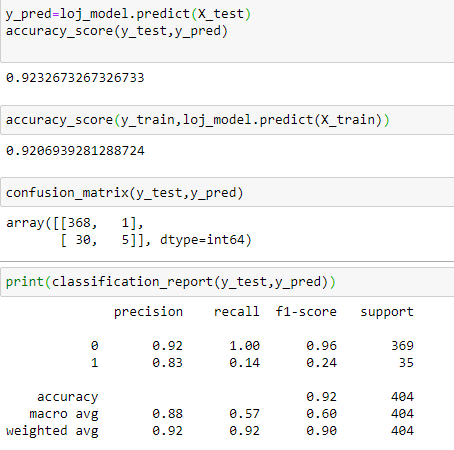 y_pred=loj_model.predict(X_test)
accuracy_score(y_test,y_pred)
0.9232673267326733
accuracy_score(y_train,loj_model.predict(X_train))
0.9206939281288724
confusion_matrix(y_test,y_pred)
array([[368,   1],
       [ 30,   5]], dtype=int64)
print(classification_report(y_test,y_pred))
              precision    recall  f1-score   support
           0       0.92      1.00      0.96       369
           1       0.83      0.14      0.24        35
    accuracy                           0.92       404
   macro avg       0.88      0.57      0.60       404
weighted avg       0.92      0.92      0.90       404